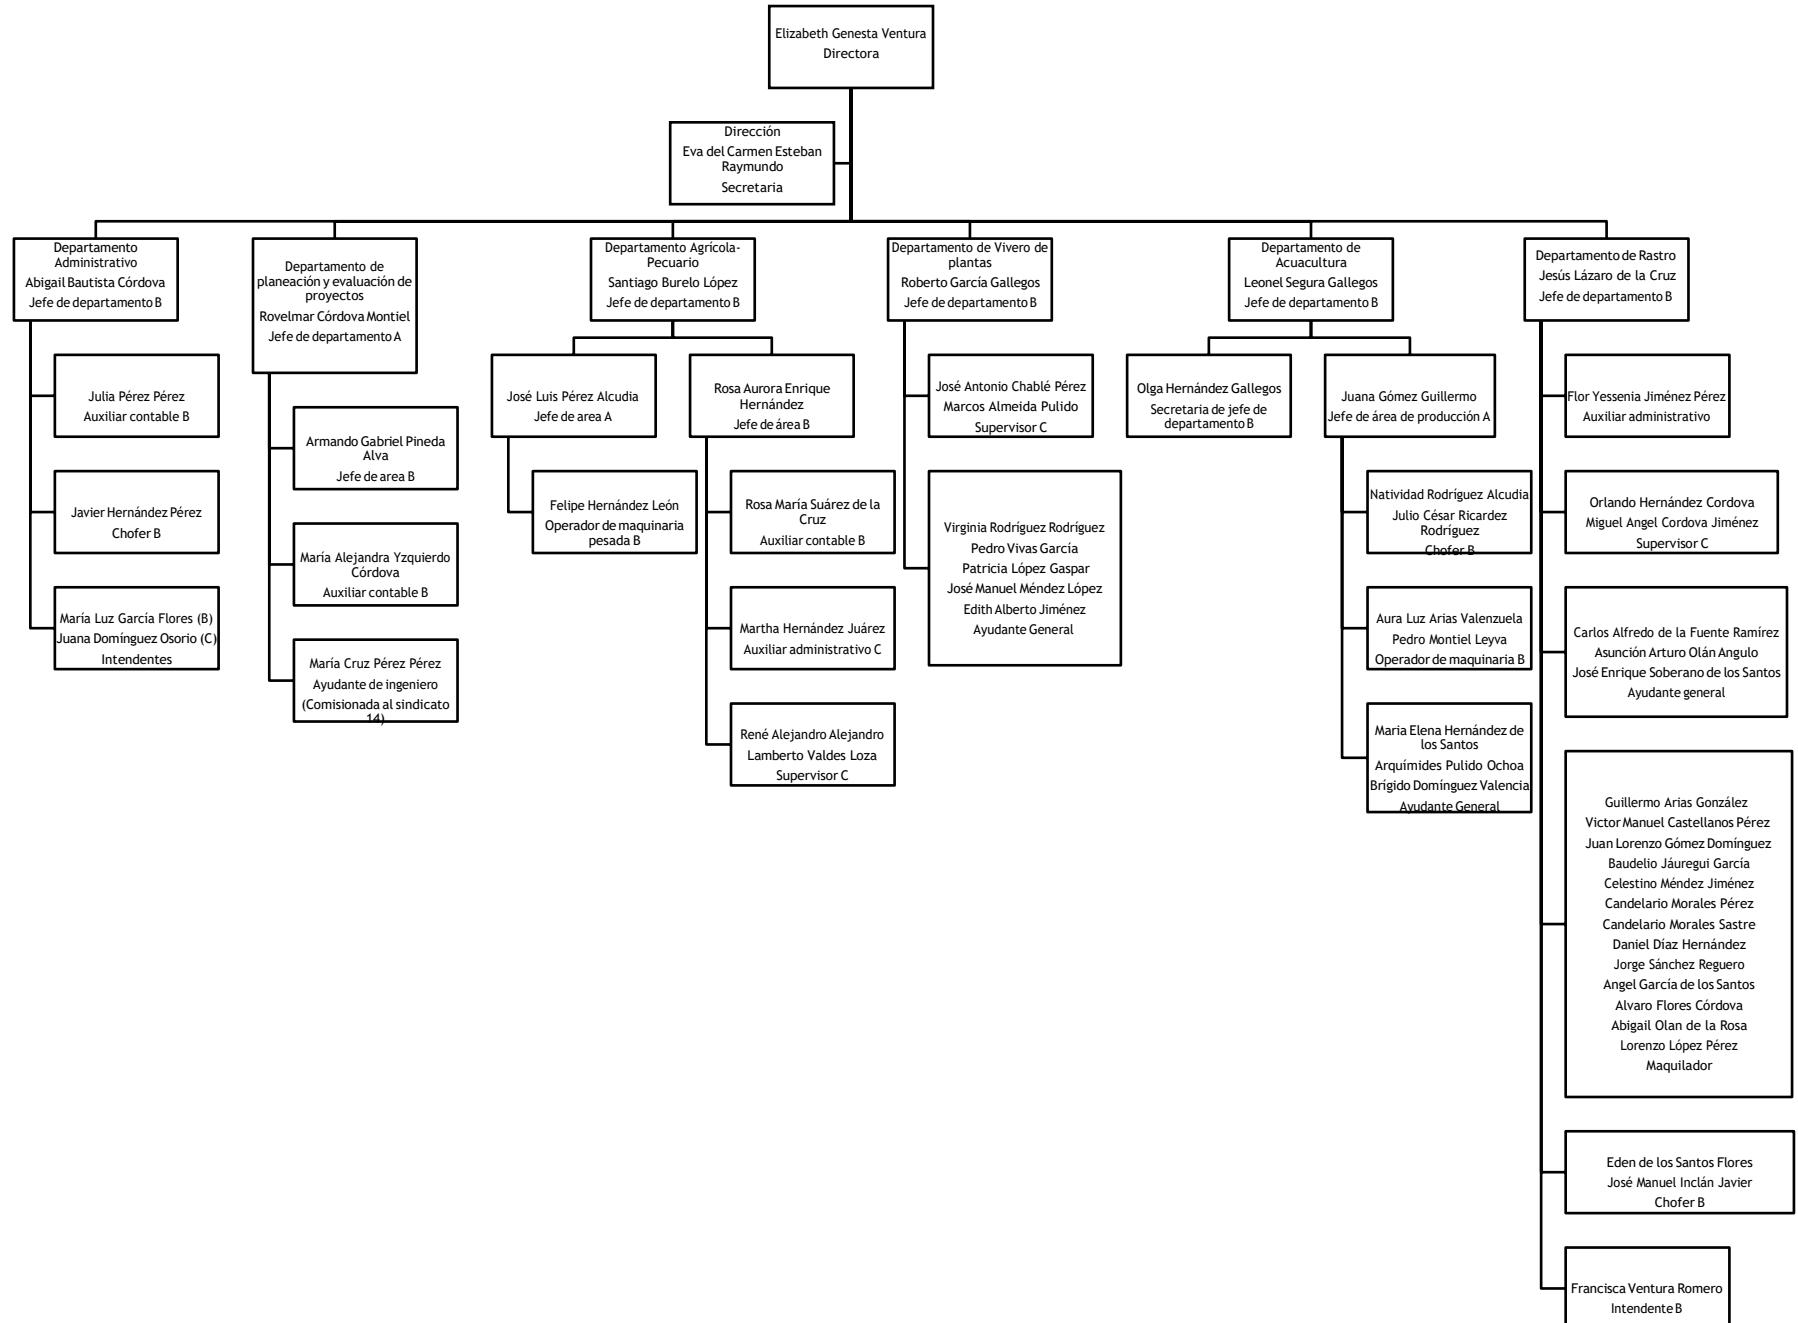 Elizabeth Genesta Ventura
Directora
Dirección
Eva del Carmen Esteban
Raymundo
Secretaria
Departamento
Administrativo
Abigail Bautista Córdova
Jefe de departamento B
Julia Pérez Pérez
Auxiliar contable B
Javier Hernández Pérez
Chofer B
María Luz García Flores (B)
Juana Domínguez Osorio (C)
Intendentes
Departamento de
planeación y evaluación de
proyectos
Rovelmar Córdova Montiel
Jefe de departamento A
Armando Gabriel Pineda
Alva
Jefe de area B
María Alejandra Yzquierdo
Córdova
Auxiliar contable B
María Cruz Pérez Pérez
Ayudante de ingeniero
(Comisionada al sindicato
14)
Departamento Agrícola-
Pecuario
Santiago Burelo López
Jefe de departamento B
José Luis Pérez Alcudia
Jefe de area A
Felipe Hernández León
Operador de maquinaria
pesada B
Rosa Aurora Enrique
Hernández
Jefe de área B
Rosa María Suárez de la
Cruz
Auxiliar contable B
Martha Hernández Juárez
Auxiliar administrativo C
René Alejandro Alejandro
Lamberto Valdes Loza
Supervisor C
Departamento de Vivero de
plantas
Roberto García Gallegos
Jefe de departamento B
José Antonio Chablé Pérez
Marcos Almeida Pulido
Supervisor C
Virginia Rodríguez Rodríguez
Pedro Vivas García
Patricia López Gaspar
José Manuel Méndez López
Edith Alberto Jiménez
Ayudante General
Departamento de
Acuacultura
Leonel Segura Gallegos
Jefe de departamento B
Olga Hernández Gallegos
Secretaria de jefe de
departamento B
Juana Gómez Guillermo
Jefe de área de producción A
Natividad Rodríguez Alcudia
Julio César Ricardez
Rodríguez
Chofer B
Aura Luz Arias Valenzuela
Pedro Montiel Leyva
Operador de maquinaria B
Maria Elena Hernández de
los Santos
Arquímides Pulido Ochoa
Brígido Domínguez Valencia
Ayudante General
Departamento de Rastro
Jesús Lázaro de la Cruz
Jefe de departamento B
Flor Yessenia Jiménez Pérez
Auxiliar administrativo
Orlando Hernández Cordova
Miguel Angel Cordova Jiménez
Supervisor C
Carlos Alfredo de la Fuente Ramírez
Asunción Arturo Olán Angulo
José Enrique Soberano de los Santos
Ayudante general
Guillermo Arias González
Victor Manuel Castellanos Pérez
Juan Lorenzo Gómez Domínguez
Baudelio Jáuregui García
Celestino Méndez Jiménez
Candelario Morales Pérez
Candelario Morales Sastre
Daniel Díaz Hernández
Jorge Sánchez Reguero
Angel García de los Santos
Alvaro Flores Córdova
Abigail Olan de la Rosa
Lorenzo López Pérez
Maquilador
Eden de los Santos Flores
José Manuel Inclán Javier
Chofer B
Francisca Ventura Romero
Intendente B